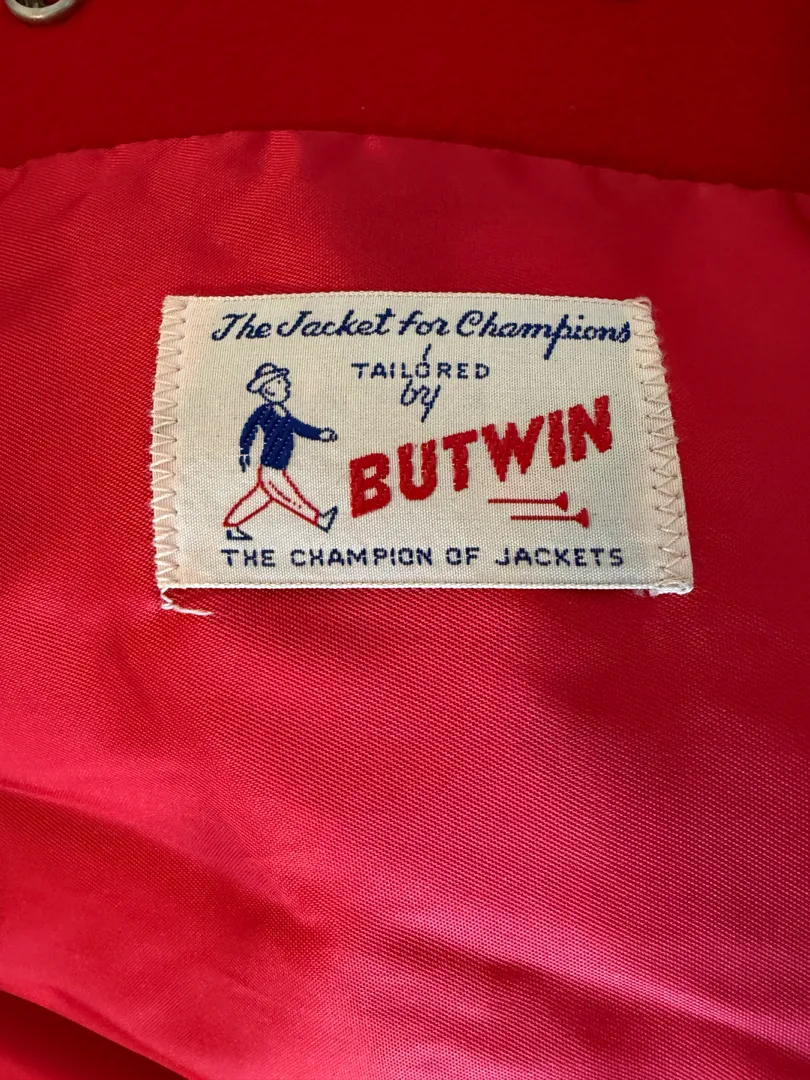 The Jacket for Champions
TAILORED
by
BUTWIN
THE CHAMPION OF JACKETS